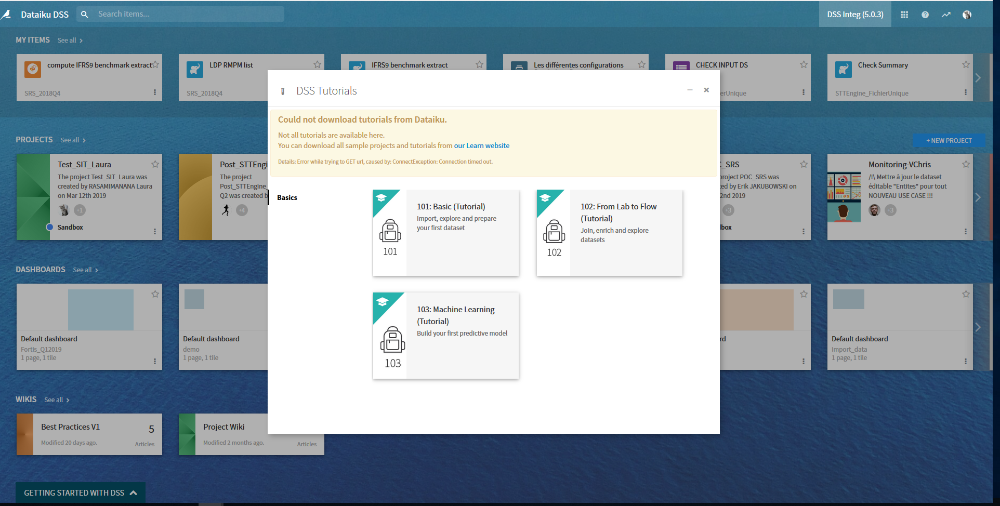 Dataiku DSS
Search items...
DSS Integ (5.0.3)
MY ITEMS See all
compute IFRS9 benchmark extract
SRS_2018Q4
LDP RMPM list
SRS_2018Q4
IFRS9 benchmark extract
Les différentes configurations
CHECK INPUT DS
erUnique
Check Summary
STTEngine_FichierUnique
DSS Tutorials
Could not download tutorials from Dataiku.
Not all tutorials are available here.
You can download all sample projects and tutorials from our Learn website
Details: Error while trying to GET url, caused by: ConnectException: Connection timed out.
Basics
101
101: Basic (Tutorial)
Import, explore and prepare
your first dataset
102
102: From Lab to Flow
(Tutorial)
Join, enrich and explore
datasets
103
103: Machine Learning
(Tutorial)
Build your first predictive model
PROJECTS See all
+ NEW PROJECT
Test_SIT_Laura
The project Test_SIT_Laura was
created by RASAMIMANANA Laura
on Mar 12th 2019
+1
Sandbox
Post_STTEngi
The project
Post_STTEngine_
Q2 was created b
+4
C_SRS
project POC_SRS was
ted by Erik JAKUBOWSKI on
2nd 2019
+3
lbox
Monitoring-VChris
/!\ Mettre à jour le dataset
éditable "Entites" pour tout
NOUVEAU USE CASE !!!
+3
DASHBOARDS See all
Default dashboard
Fortis_Q12019
1 page, 1 tile
Default dashboard
demo
1 page, 1 tile
rd
Default dashboard
import_data
1 page, 1 tile
WIKIS See all
Best Practices V1
5
Modified 20 days ago.
Articles
Project Wiki
Modified 2 months ago.
Articles
GETTING STARTED WITH DSS